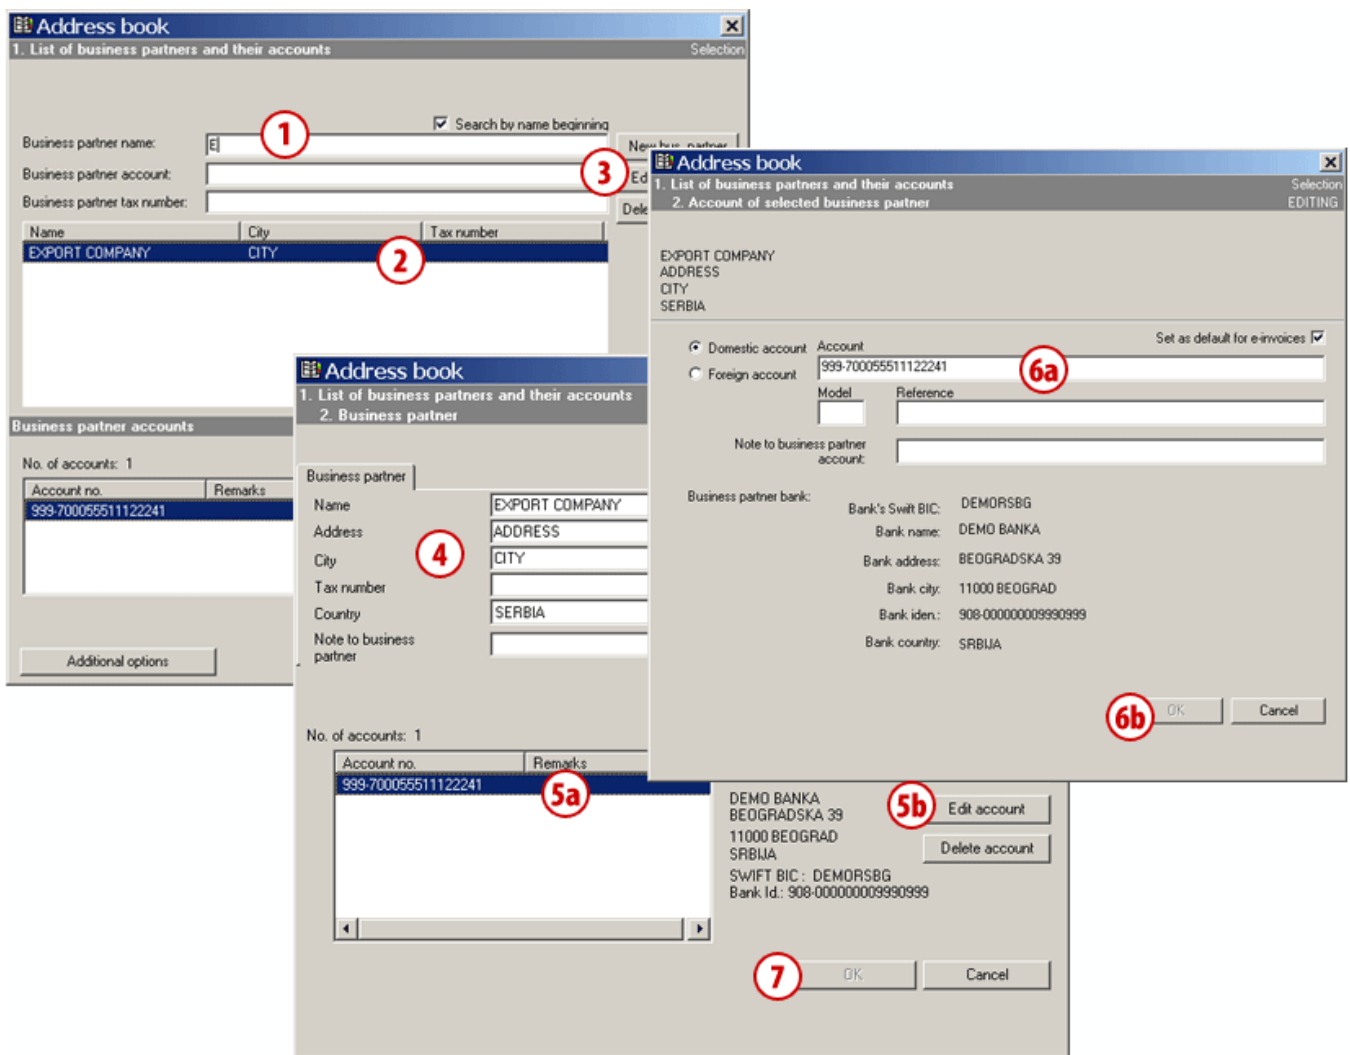 Address book
1. List of business partners and their accounts Selection
Search by name beginning
1
Business partner name: E
New bus. partner
Business partner account:
3
Business partner tax number:
Name City Tax number
EXPORT COMPANY CITY
2
Business partner accounts
No. of accounts: 1
Account no. Remarks
999-700055511122241
Additional options
Address book
1. List of business partners and their accounts
2. Business partner
Business partner
Name EXPORT COMPANY
Address ADDRESS
4
City CITY
Tax number
Country SERBIA
Note to business
partner
No. of accounts: 1
Account no. Remarks
999-700055511122241
5a
DEMO BANKA
BEOGRADSKA 39
11000 BEOGRAD
SRBIJA
SWIFT BIC : DEMORSBG
Bank Id.: 908-000000009990999
5b
Edit account
Delete account
7
OK Cancel
Address book
1. List of business partners and their accounts Selection
2. Account of selected business partner EDITING
EXPORT COMPANY
ADDRESS
CITY
SERBIA
Set as default for e-invoices
Domestic account Account
999-700055511122241
6a
Foreign account
Model Reference
Note to business partner
account:
Business partner bank:
Bank's Swift BIC: DEMORSBG
Bank name: DEMO BANKA
Bank address: BEOGRADSKA 39
Bank city: 11000 BEOGRAD
Bank iden.: 908-000000009990999
Bank country: SRBIJA
6b
OK Cancel